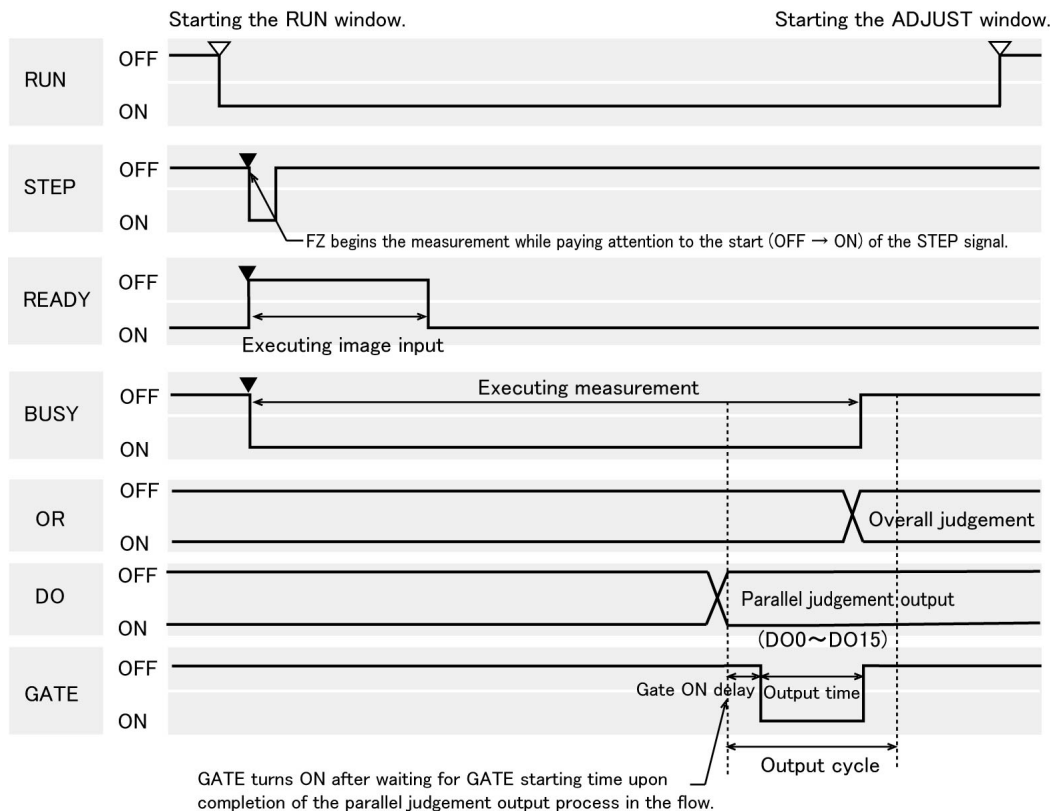 Starting the RUN window.
Starting the ADJUST window.
RUN
OFF
ON
STEP
OFF
ON
FZ begins the measurement while paying attention to the start (OFF → ON) of the STEP signal.
READY
OFF
ON
Executing image input
BUSY
OFF
ON
Executing measurement
OR
OFF
ON
Overall judgement
DO
OFF
ON
Parallel judgement output
(DO0～DO15)
GATE
OFF
ON
Gate ON delay
Output time
Output cycle
GATE turns ON after waiting for GATE starting time upon
completion of the parallel judgement output process in the flow.